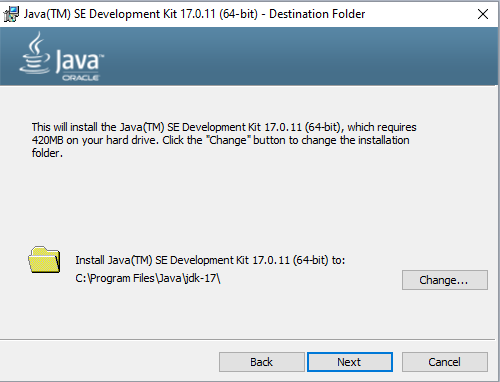 Java(TM) SE Development Kit 17.0.11 (64-bit) - Destination Folder
Java™
ORACLE
This will install the Java(TM) SE Development Kit 17.0.11 (64-bit), which requires
420MB on your hard drive. Click the "Change" button to change the installation
folder.
Install Java(TM) SE Development Kit 17.0.11 (64-bit) to:
C:\Program Files\Java\jdk-17\
Change...
Back
Next
Cancel